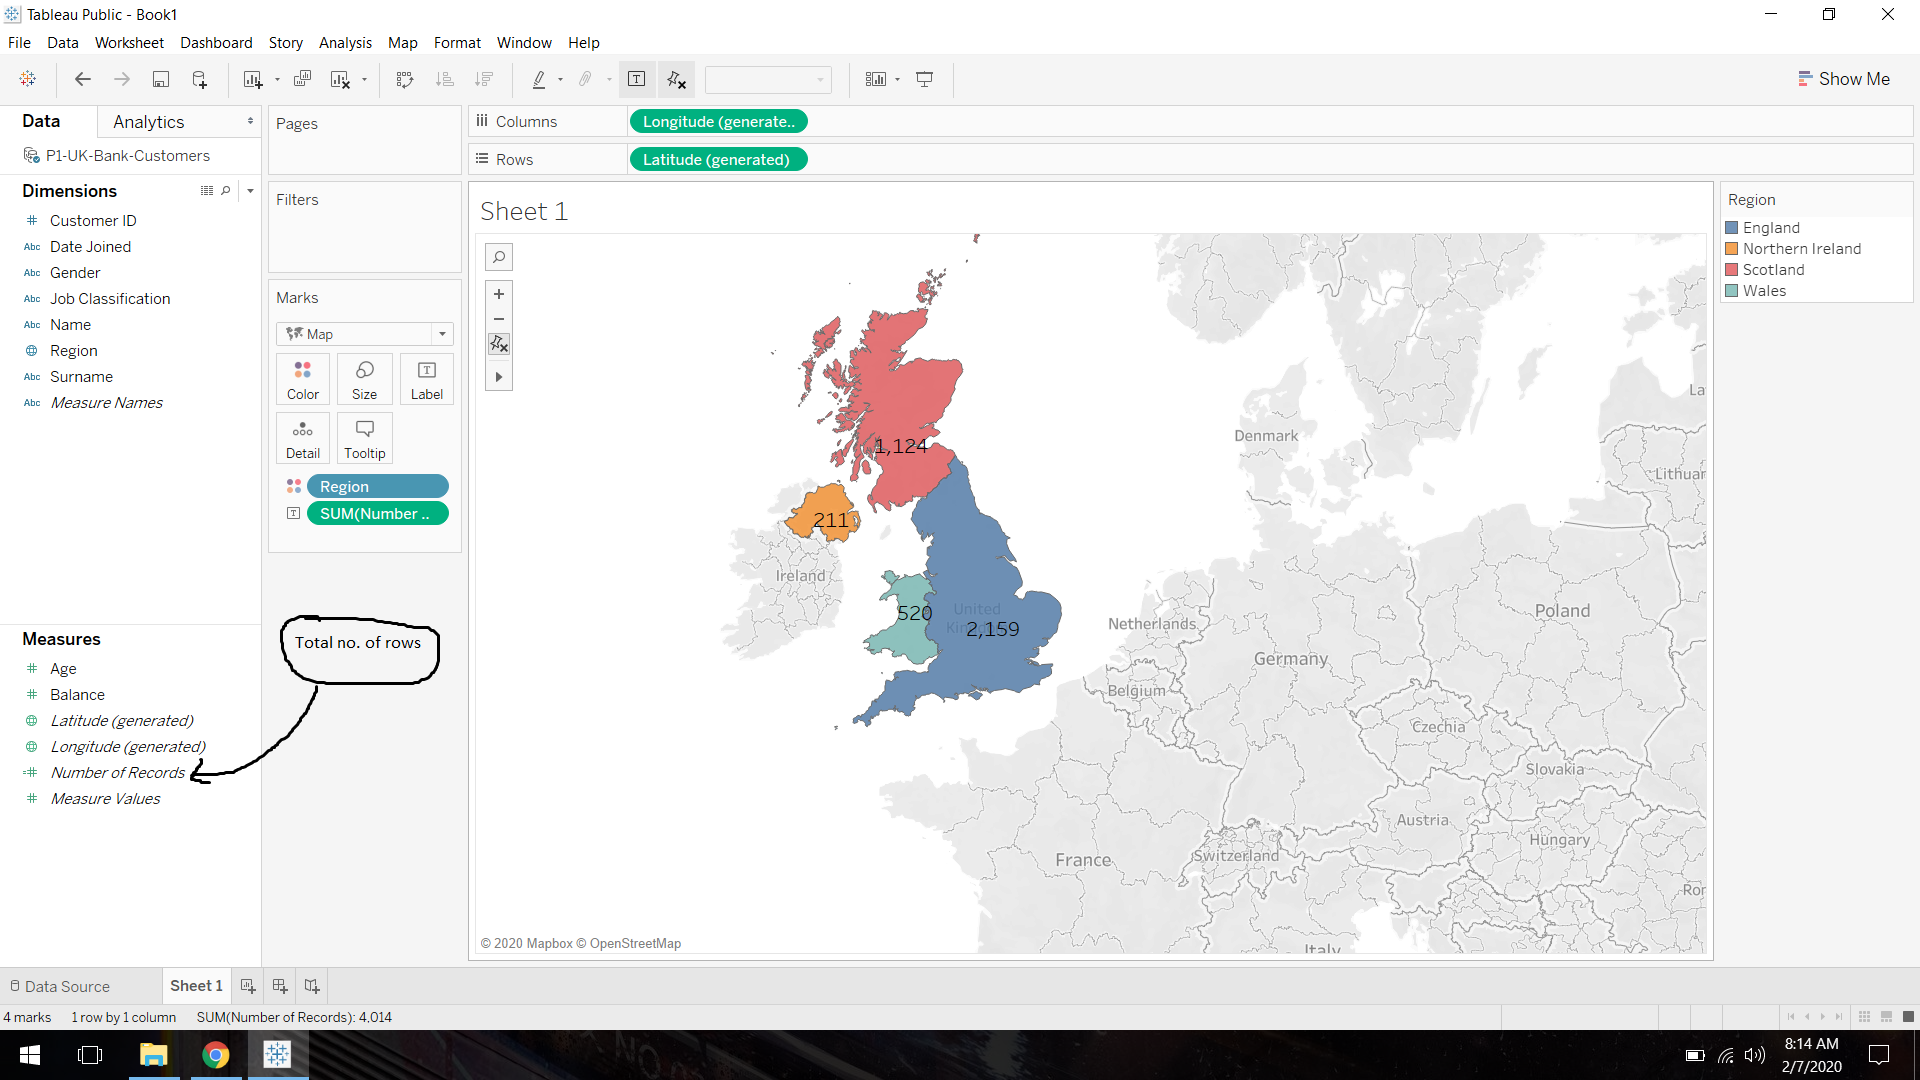 Tableau Public - Book1
File Data Worksheet Dashboard Story Analysis Map Format Window Help
Show Me
Data Analytics
P1-UK-Bank-Customers
Dimensions
# Customer ID
Abc Date Joined
Abc Gender
Abc Job Classification
Abc Name
Region
Abc Surname
Abc Measure Names
Measures
# Age
# Balance
Latitude (generated)
Longitude (generated)
=# Number of Records
# Measure Values
Total no. of rows
Pages
Filters
Marks
Map
Color Size Label
Detail Tooltip
Region
SUM(Number ..
Columns Longitude (generate..
Rows Latitude (generated)
Sheet 1
1,124
211
520
2,159
United
Ireland
Denmark
Lithuar
La
Netherlands
Poland
Germany
Belgium
Czechia
Slovakia
Austria
Hungary
France
Switzerland
Ror
Italy
© 2020 Mapbox © OpenStreetMap
Region
England
Northern Ireland
Scotland
Wales
Data Source Sheet 1
4 marks 1 row by 1 column SUM(Number of Records): 4,014
8:14 AM
2/7/2020